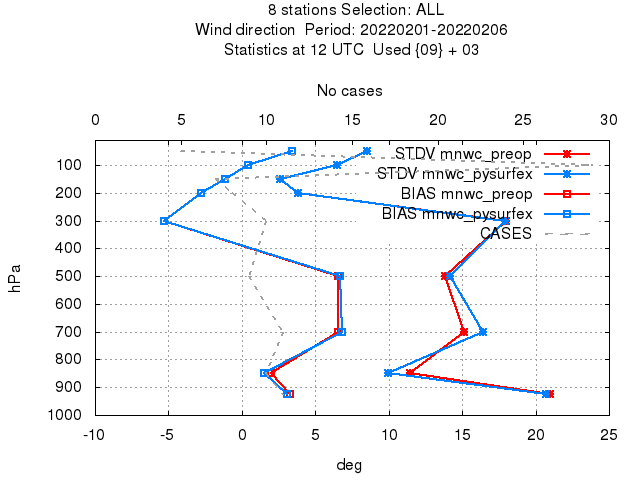 8 stations Selection: ALL
Wind direction  Period: 20220201-20220206
Statistics at 12 UTC  Used {09} + 03
No cases
0 5 10 15 20 25 30
STDV mnwc_preop
STDV mnwc_pysurfex
BIAS mnwc_preop
BIAS mnwc_pysurfex
CASES
100
200
300
400
500
600
700
800
900
1000
hPa
-10 -5 0 5 10 15 20 25
deg